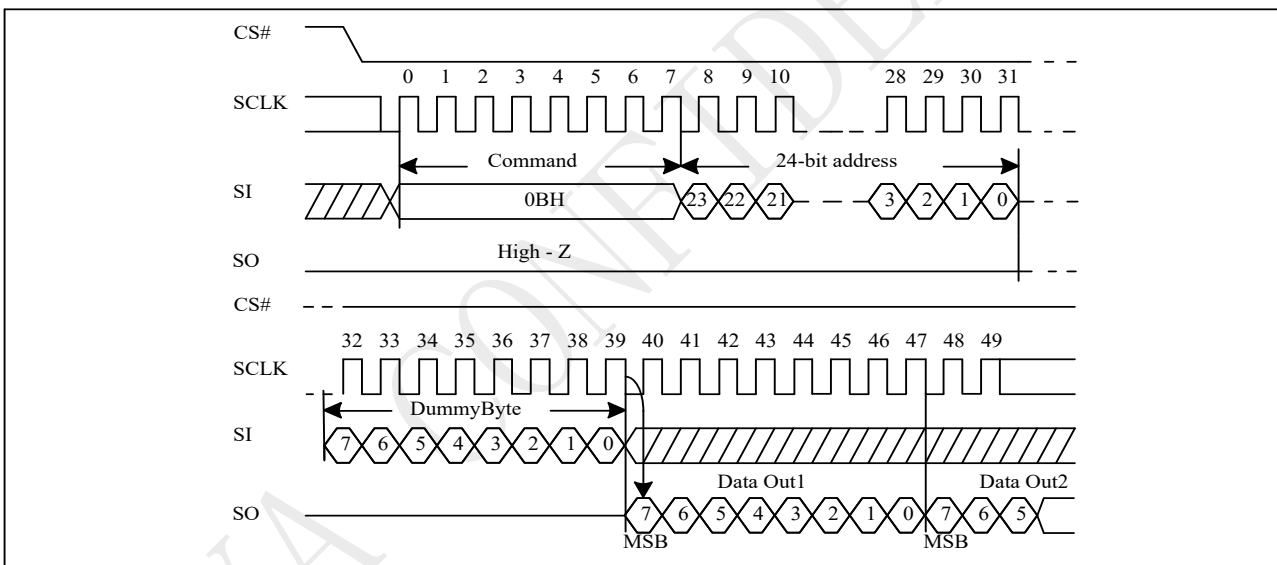 CS#
0 1 2 3 4 5 6 7 8 9 10 28 29 30 31
SCLK
Command 24-bit address
SI 0BH 23 22 21 3 2 1 0
High - Z
SO
CS#
32 33 34 35 36 37 38 39 40 41 42 43 44 45 46 47 48 49
SCLK
DummyByte
SI 7 6 5 4 3 2 1 0
Data Out1 Data Out2
SO 7 6 5 4 3 2 1 0 7 6 5
MSB MSB